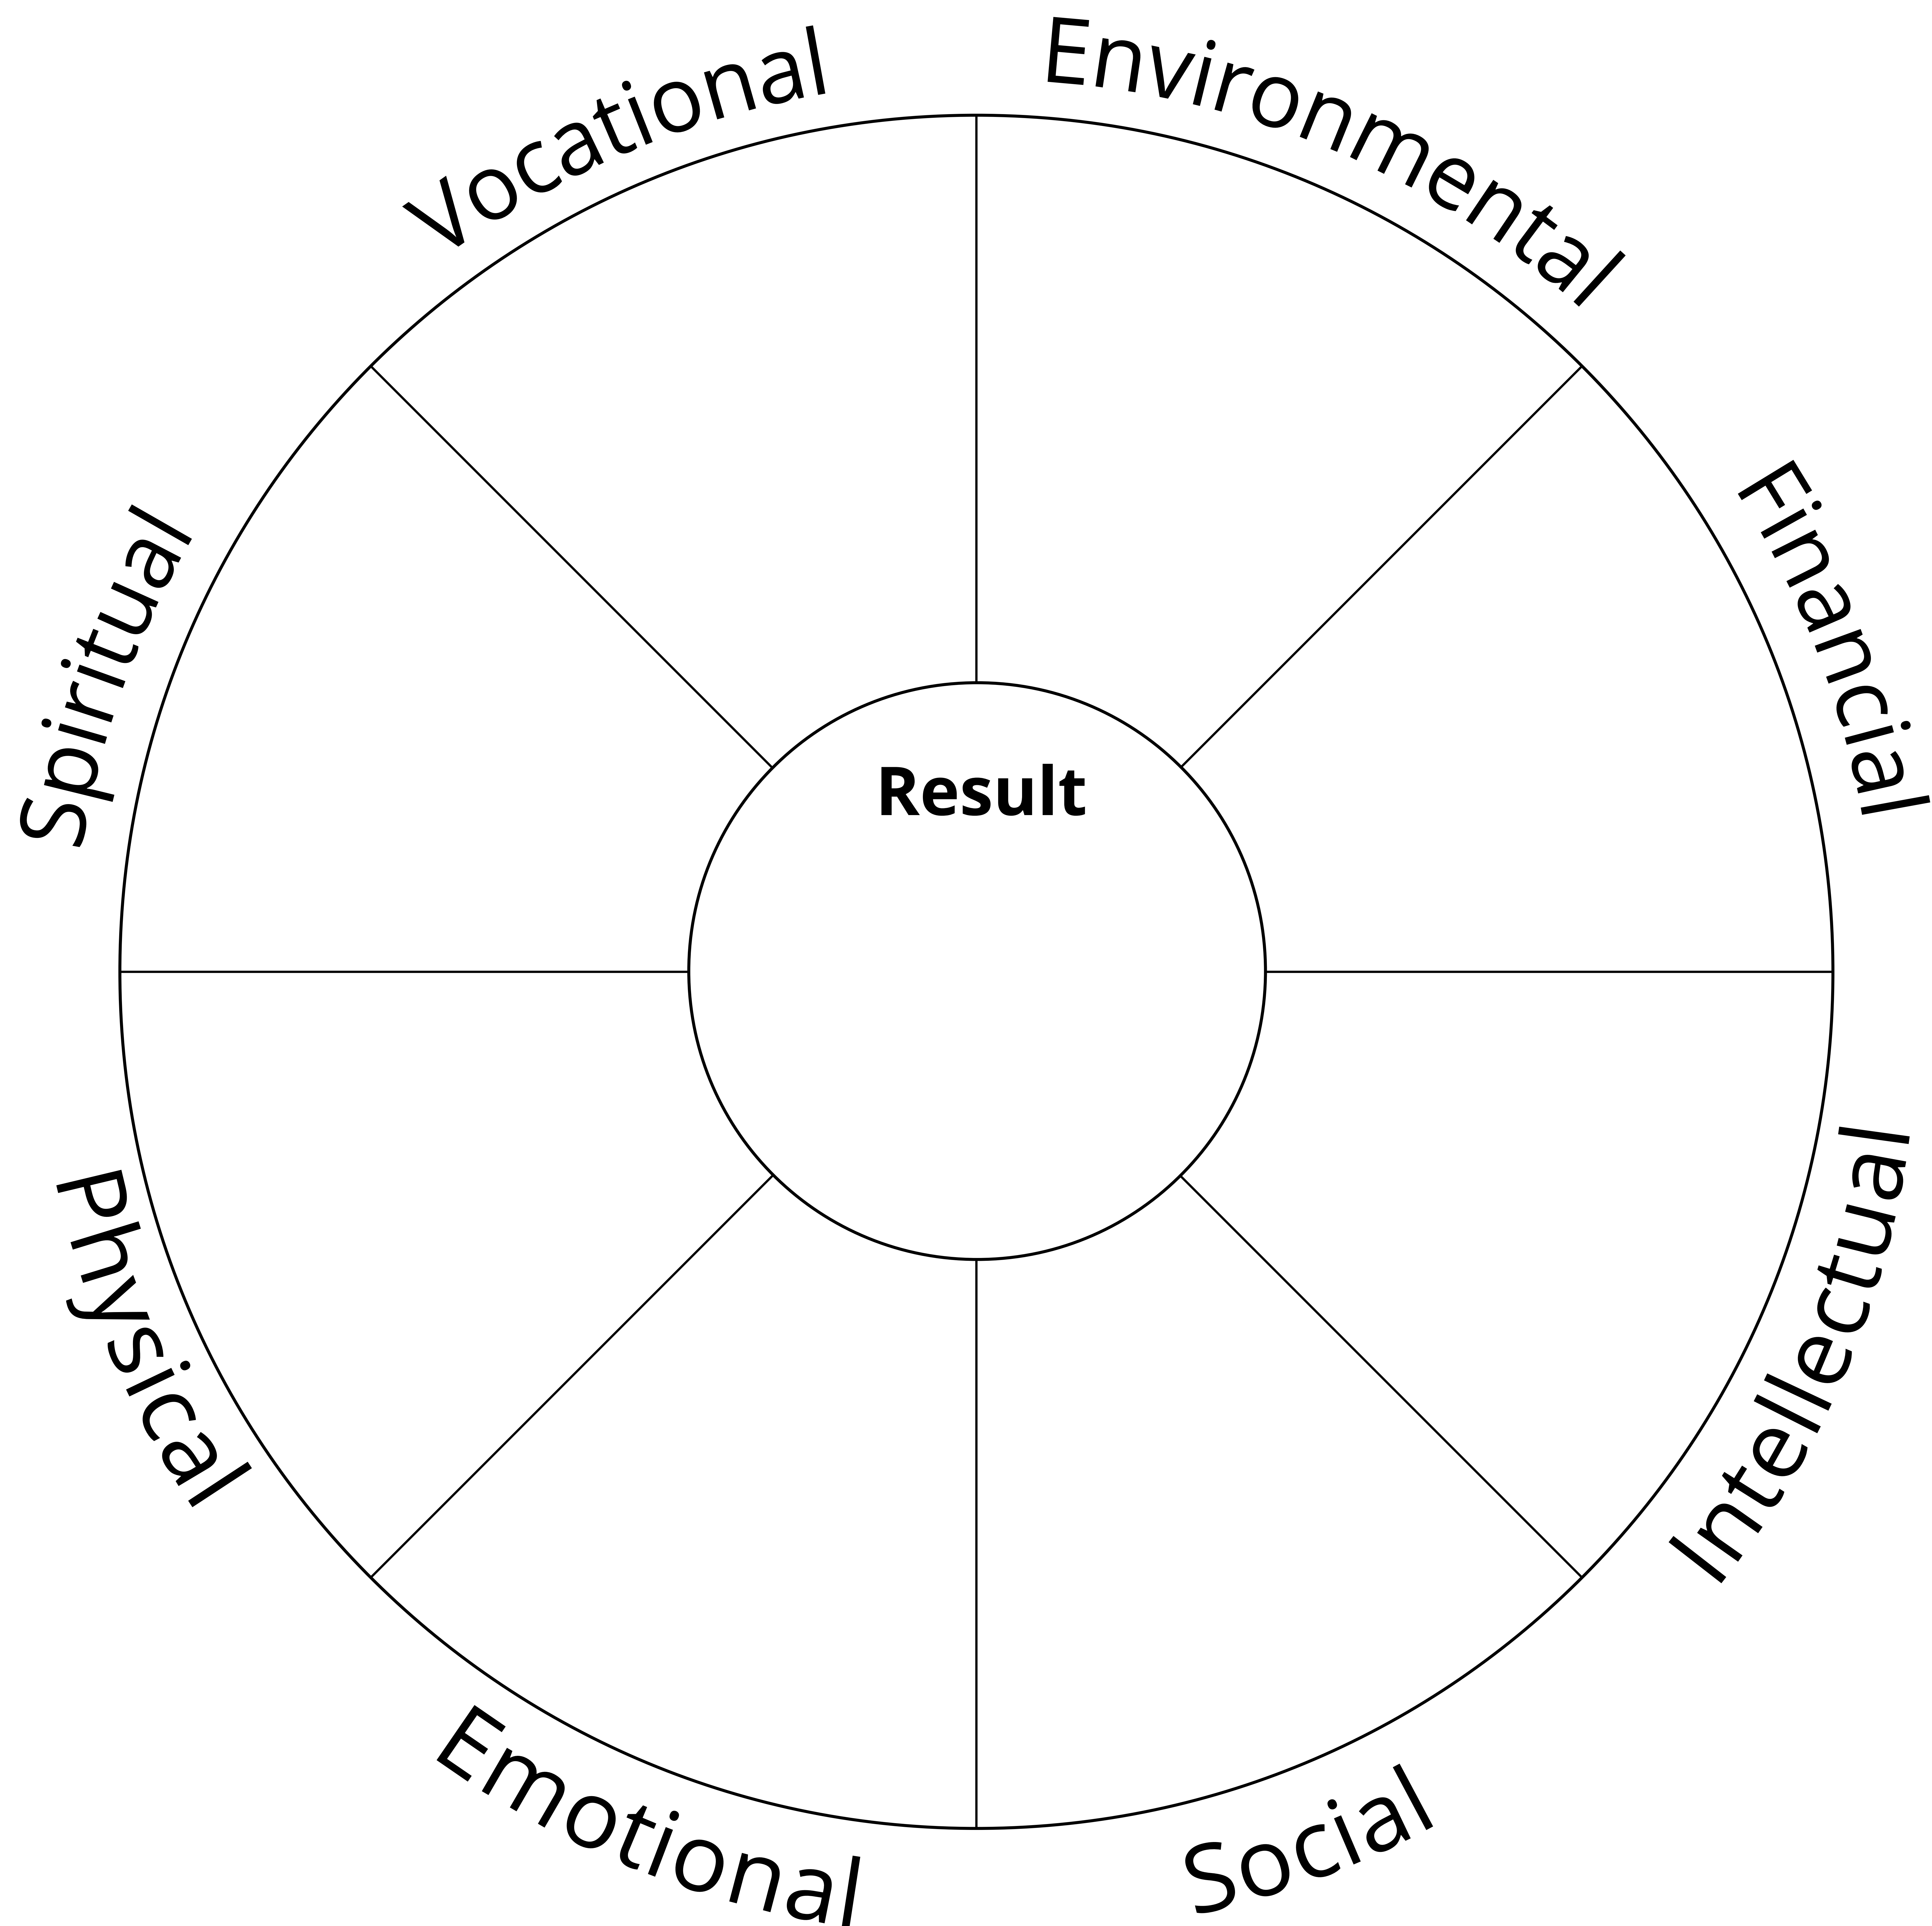 Vocational
Environmental
Spiritual
Financial
Result
Physical
Intellectual
Emotional
Social